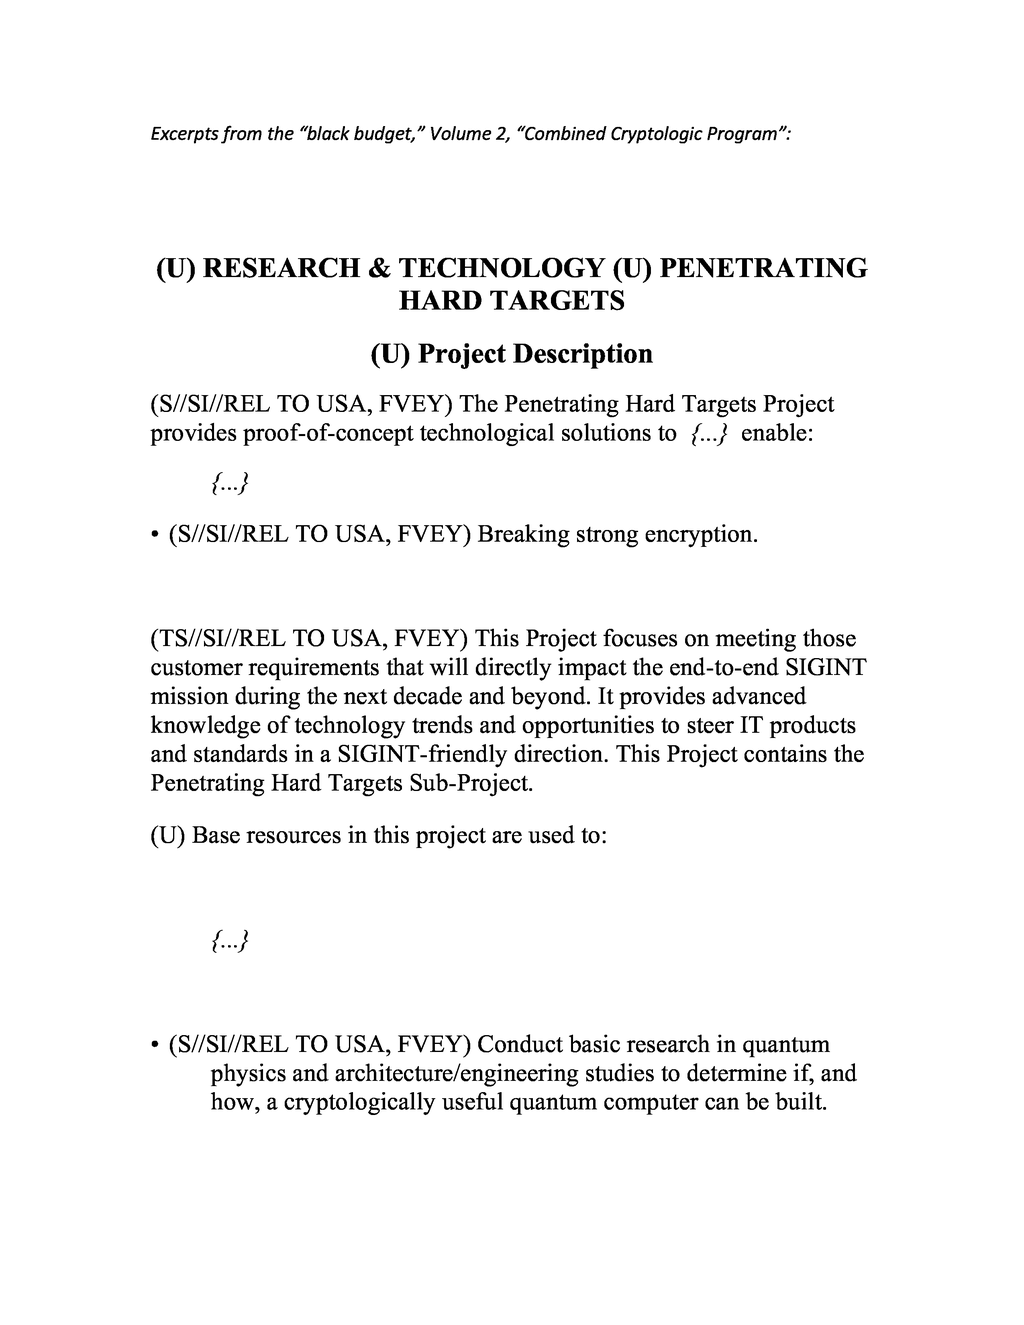 Excerpts from the “black budget,” Volume 2, “Combined Cryptologic Program”:
(U) RESEARCH & TECHNOLOGY (U) PENETRATING
HARD TARGETS
(U) Project Description
(S//SI//REL TO USA, FVEY) The Penetrating Hard Targets Project
provides proof-of-concept technological solutions to {...} enable:
{...}
• (S//SI//REL TO USA, FVEY) Breaking strong encryption.
(TS//SI//REL TO USA, FVEY) This Project focuses on meeting those
customer requirements that will directly impact the end-to-end SIGINT
mission during the next decade and beyond. It provides advanced
knowledge of technology trends and opportunities to steer IT products
and standards in a SIGINT-friendly direction. This Project contains the
Penetrating Hard Targets Sub-Project.
(U) Base resources in this project are used to:
{...}
• (S//SI//REL TO USA, FVEY) Conduct basic research in quantum
physics and architecture/engineering studies to determine if, and
how, a cryptologically useful quantum computer can be built.